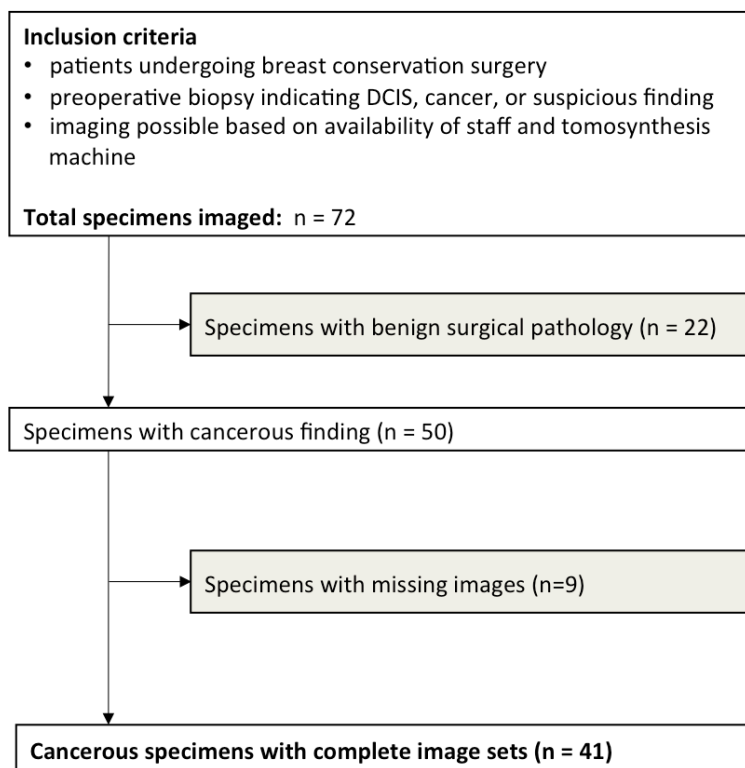 Inclusion criteria
• patients undergoing breast conservation surgery
• preoperative biopsy indicating DCIS, cancer, or suspicious finding
• imaging possible based on availability of staff and tomosynthesis
machine
Total specimens imaged: n = 72
Specimens with benign surgical pathology (n = 22)
Specimens with cancerous finding (n = 50)
Specimens with missing images (n=9)
Cancerous specimens with complete image sets (n = 41)